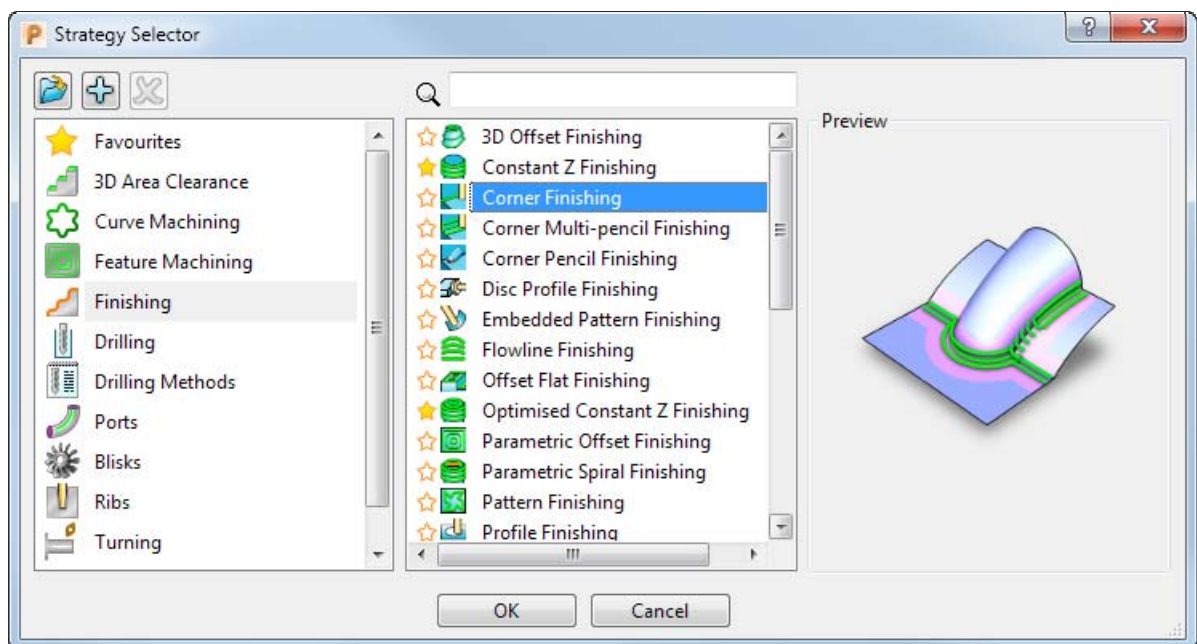 Strategy Selector
Favourites
3D Area Clearance
Curve Machining
Feature Machining
Finishing
Drilling
Drilling Methods
Ports
Blisks
Ribs
Turning
3D Offset Finishing
Constant Z Finishing
Corner Finishing
Corner Multi-pencil Finishing
Corner Pencil Finishing
Disc Profile Finishing
Embedded Pattern Finishing
Flowline Finishing
Offset Flat Finishing
Optimised Constant Z Finishing
Parametric Offset Finishing
Parametric Spiral Finishing
Pattern Finishing
Profile Finishing
Preview
OK
Cancel